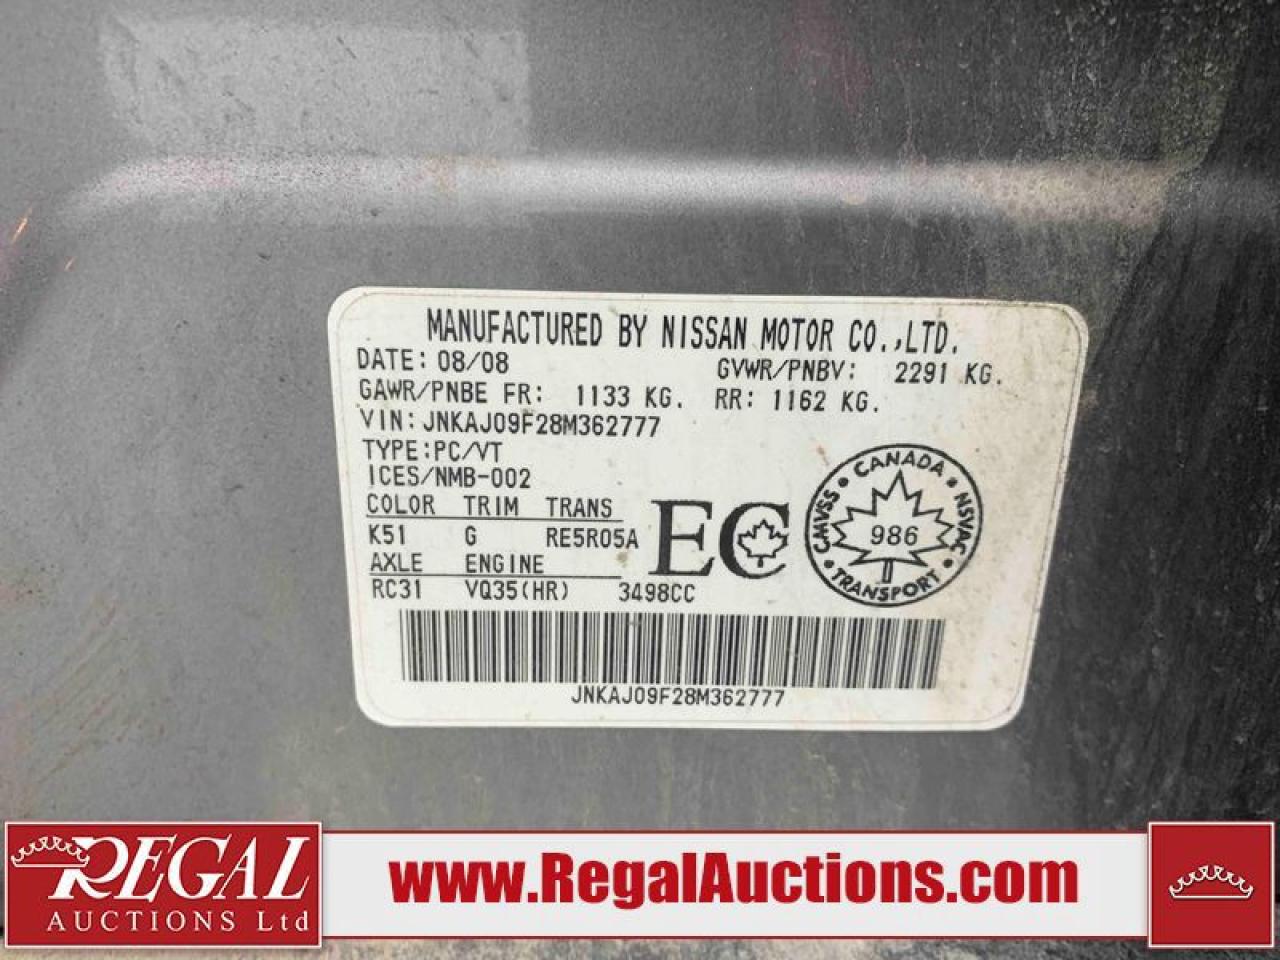 MANUFACTURED BY NISSAN MOTOR CO.,LTD.
DATE: 08/08 GVWR/PNBV: 2291 KG.
GAWR/PNBE FR: 1133 KG. RR: 1162 KG.
VIN: JNKAJ09F28M362777
TYPE:PC/VT
ICES/NMB-002
COLOR TRIM TRANS
K51 G RE5R05A
AXLE ENGINE
RC31 VQ35(HR) 3498CC
EC
CANADA
CMVSS
986
NSVAC
TRANSPORT
JNKAJ09F28M362777
REGAL
AUCTIONS Ltd
www.RegalAuctions.com